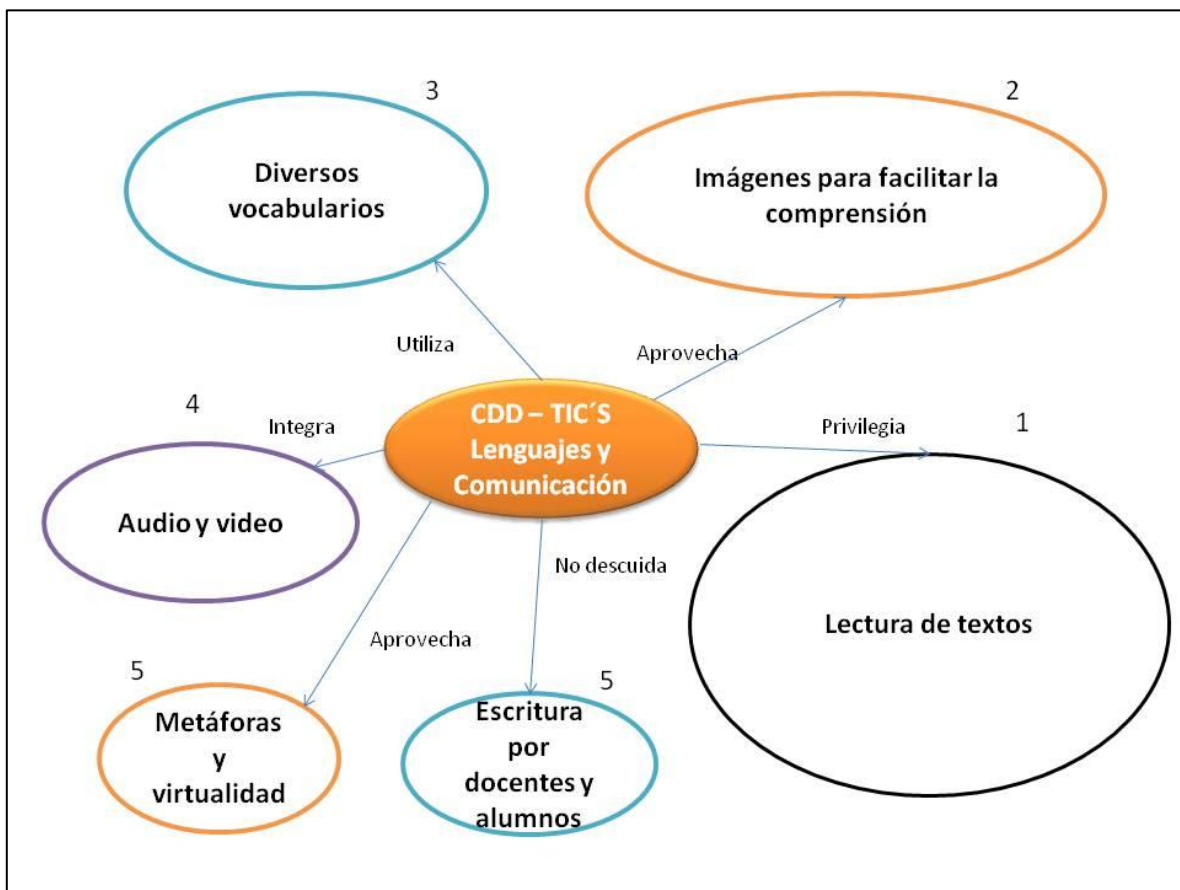 3
2
Diversos
vocabularios
Imágenes para facilitar la
comprensión
Utiliza
Aprovecha
4
Integra
CDD – TIC´S
Lenguajes y
Comunicación
Privilegia
1
Audio y video
No descuida
Lectura de textos
Aprovecha
5
Metáforas
y
virtualidad
5
Escritura
por
docentes y
alumnos